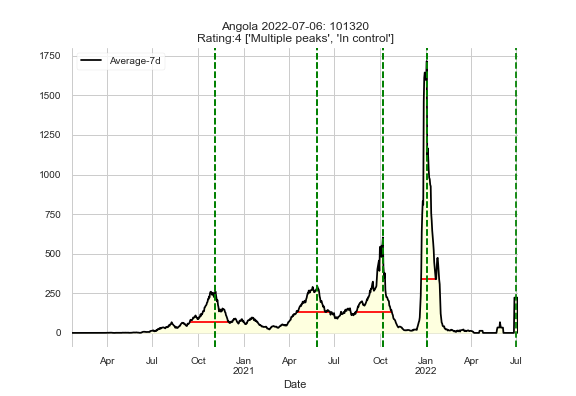 Angola 2022-07-06: 101320
Rating:4 ['Multiple peaks', 'In control']
Average-7d
1750
1500
1250
1000
750
500
250
0
Apr Jul Oct Jan Apr Jul Oct Jan Apr Jul
2021 2022
Date